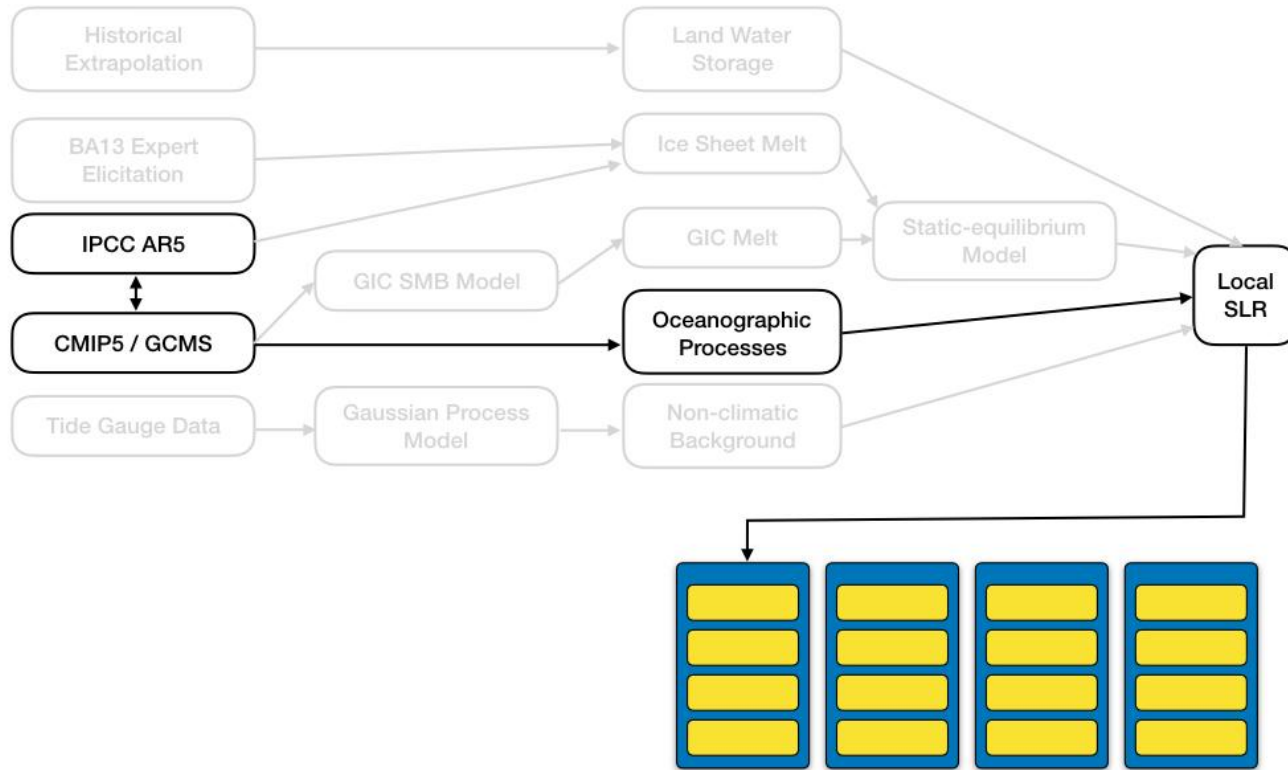 Historical
Extrapolation
Land Water
Storage
BA13 Expert
Elicitation
Ice Sheet Melt
IPCC AR5
GIC SMB Model
GIC Melt
Static-equilibrium
Model
Local
SLR
CMIP5 / GCMS
Oceanographic
Processes
Tide Gauge Data
Gaussian Process
Model
Non-climatic
Background